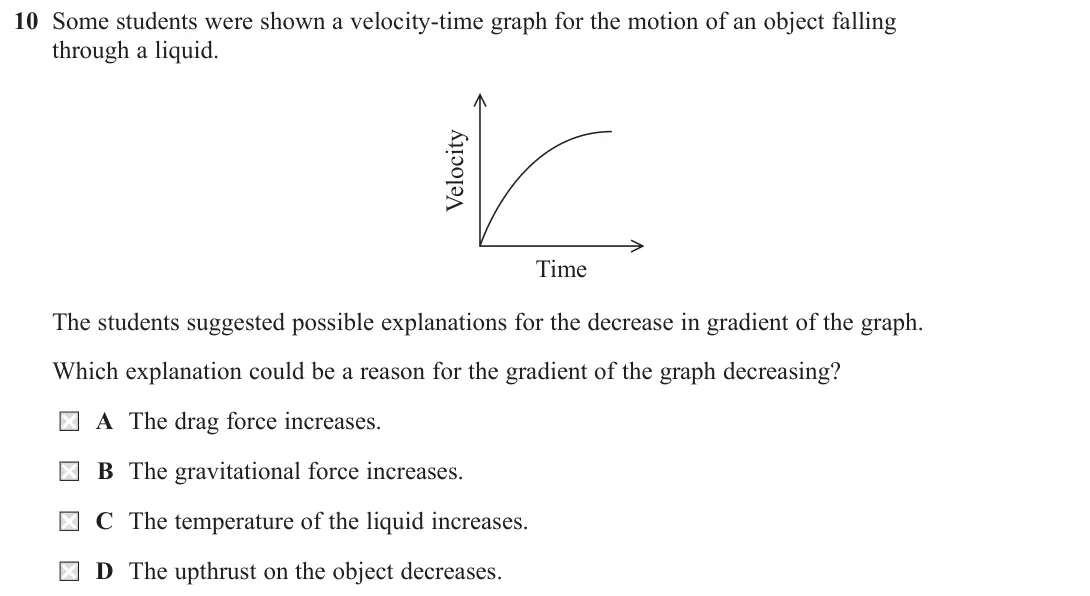 10 Some students were shown a velocity-time graph for the motion of an object falling
through a liquid.
Velocity
Time
The students suggested possible explanations for the decrease in gradient of the graph.
Which explanation could be a reason for the gradient of the graph decreasing?
A The drag force increases.
B The gravitational force increases.
C The temperature of the liquid increases.
D The upthrust on the object decreases.